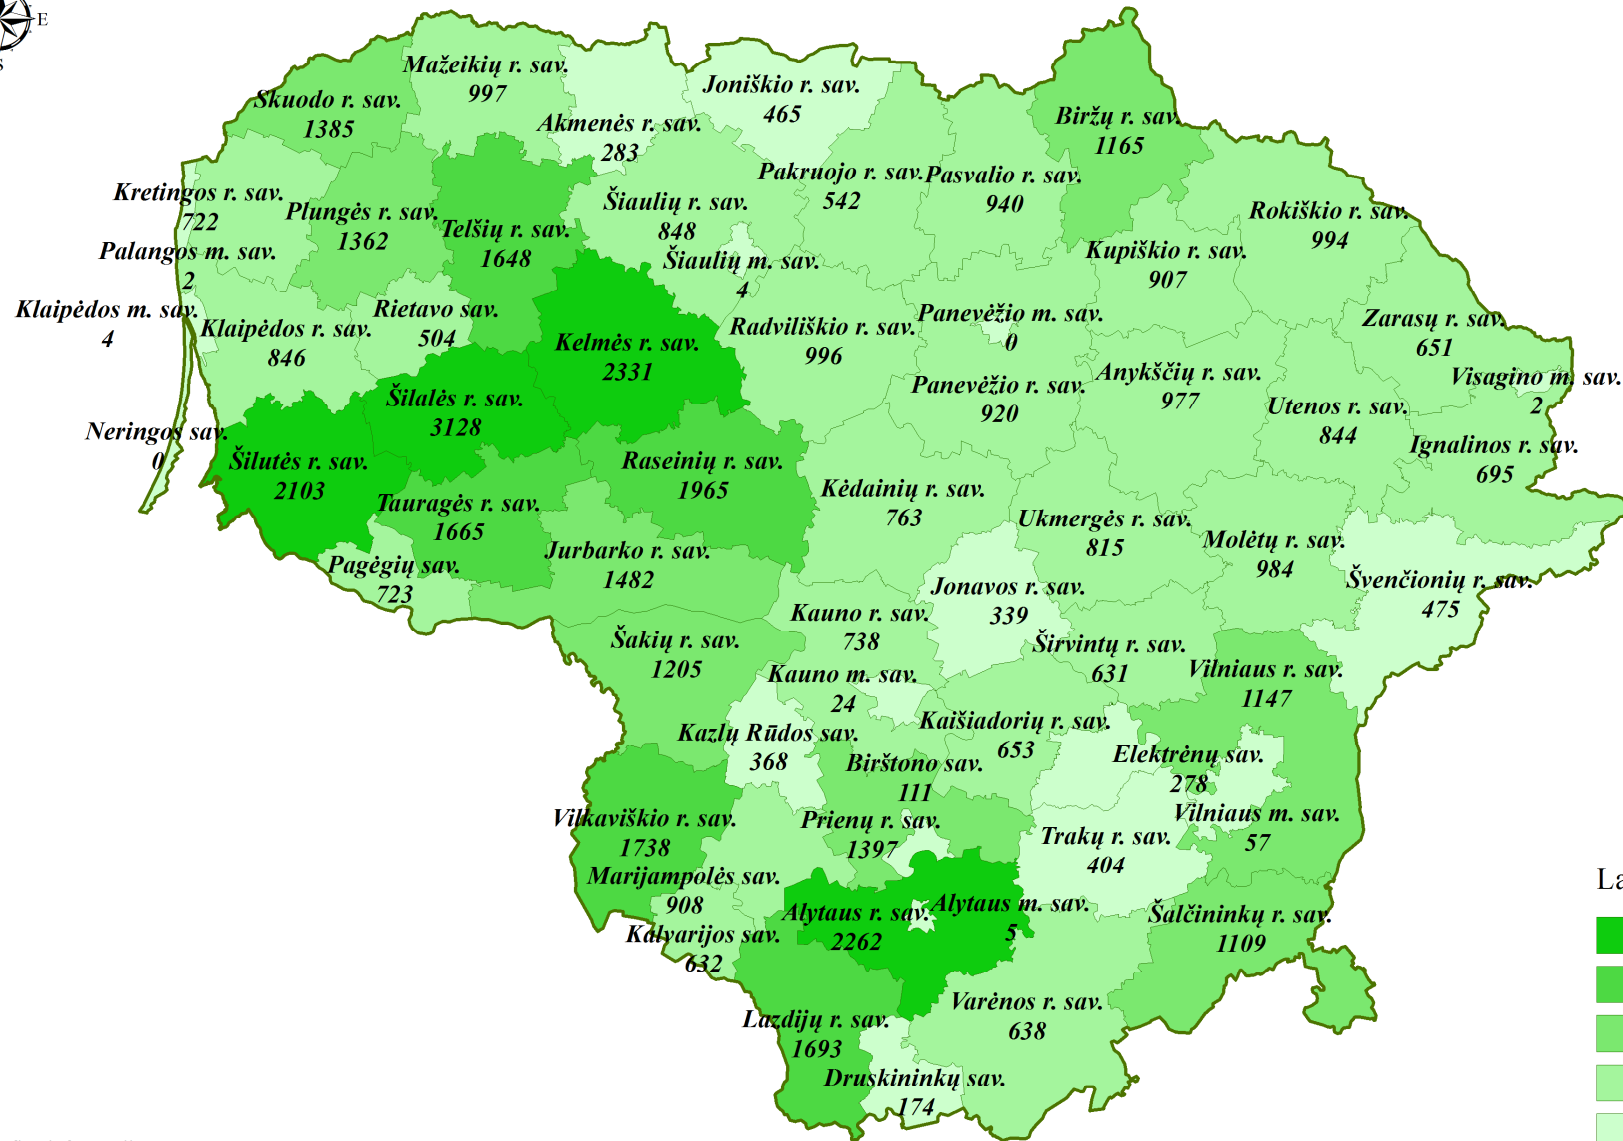 E
S
Mažeikių r. sav.
997
Skuodo r. sav.
1385
Akmenės r. sav.
283
Joniškio r. sav.
465
Biržų r. sav.
1165
Kretingos r. sav.
722
Plungės r. sav.
1362
Telšių r. sav.
1648
Šiaulių r. sav.
848
Pakruojo r. sav.
542
Pasvalio r. sav.
940
Rokiškio r. sav.
994
Palangos m. sav.
2
Šiaulių m. sav.
4
Kupiškio r. sav.
907
Klaipėdos m. sav.
4
Klaipėdos r. sav.
846
Rietavo sav.
504
Kelmės r. sav.
2331
Radviliškio r. sav.
996
Panevėžio m. sav.
0
Zarasų r. sav.
651
Visagino m. sav.
2
Šilalės r. sav.
3128
Panevėžio r. sav.
920
Anykščių r. sav.
977
Utenos r. sav.
844
Neringos sav.
0
Šilutės r. sav.
2103
Raseinių r. sav.
1965
Ignalinos r. sav.
695
Tauragės r. sav.
1665
Kėdainių r. sav.
763
Ukmergės r. sav.
815
Molėtų r. sav.
984
Pagėgių sav.
723
Jurbarko r. sav.
1482
Jonavos r. sav.
339
Švenčionių r. sav.
475
Šakių r. sav.
1205
Kauno r. sav.
738
Širvintų r. sav.
631
Vilniaus r. sav.
1147
Kauno m. sav.
24
Kazlų Rūdos sav.
368
Kaišiadorių r. sav.
653
Birštono sav.
111
Elektrėnų sav.
278
Vilkaviškio r. sav.
1738
Prienų r. sav.
1397
Trakų r. sav.
404
Vilniaus m. sav.
57
Marijampolės sav.
908
Alytaus r. sav.
2262
Alytaus m. sav.
5
Šalčininkų r. sav.
1109
Kalvarijos sav.
632
Lazdijų r. sav.
1693
Varėnos r. sav.
638
Druskininkų sav.
174
La